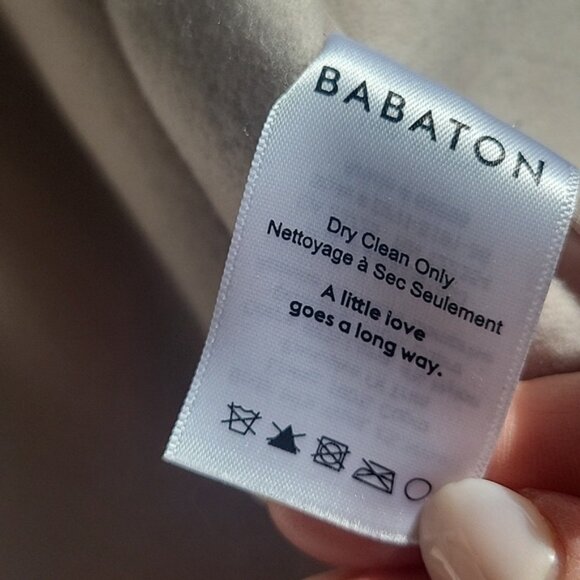 BABATON
Dry Clean Only
Nettoyage à Sec Seulement
A little love
goes a long way.